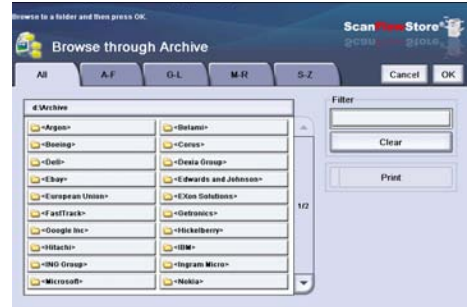 Browse to a folder and then press OK.
ScanFlowStore®
Browse through Archive
All A-F G-L M-R S-Z Cancel OK
d:\Archive
Filter
<Argon> <Belami>
<Boeing> <Corus>
Clear
<Dell> <Dexia Group>
<Ebay> <Edwards and Johnson>
Print
<European Union> <EXon Solutions>
1/2
<FastTrack> <Getronics>
<Google Inc> <Hickelberry>
<Hitachi> <IBM>
<ING Group> <Ingram Micro>
<Microsoft> <Nokia>